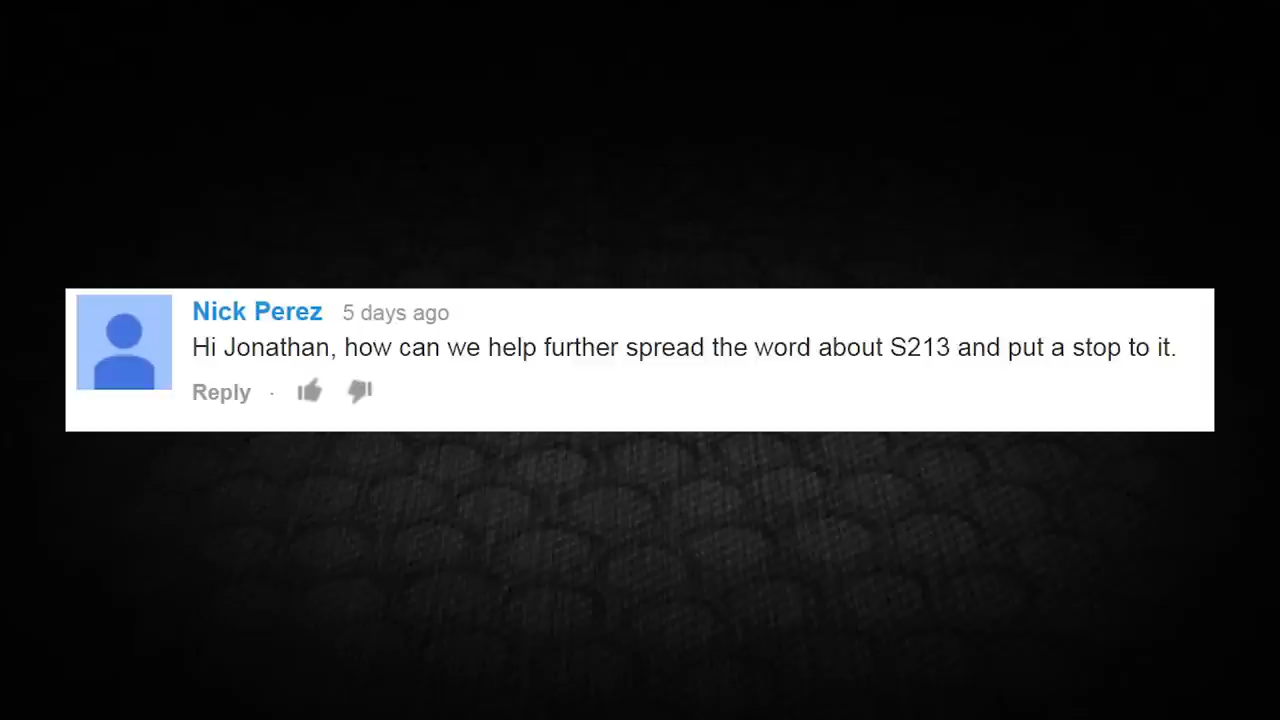 Nick Perez 5 days ago
Hi Jonathan, how can we help further spread the word about S213 and put a stop to it.
Reply ·